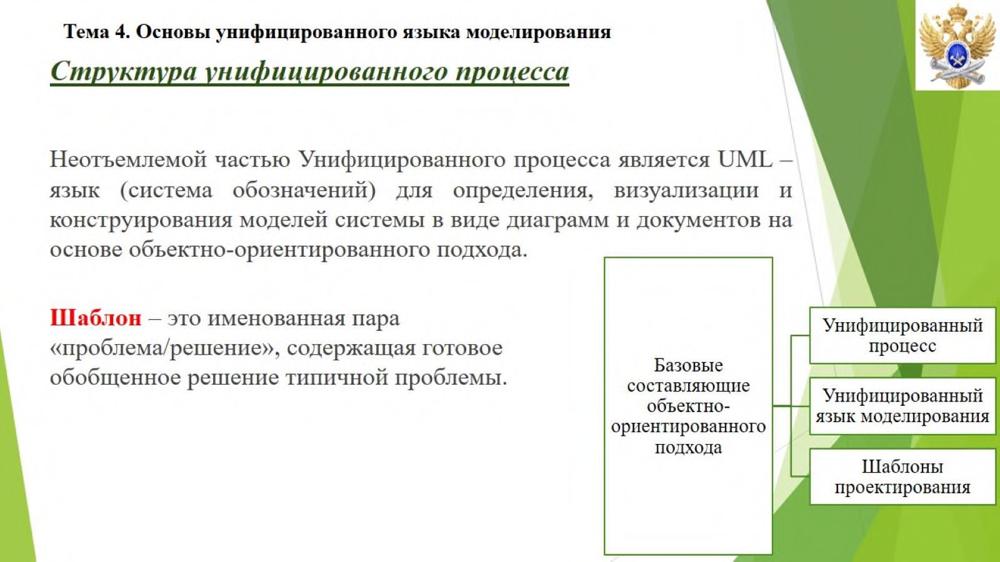 Тема 4. Основы унифицированного языка моделирования
Структура унифицированного процесса
Неотъемлемой частью Унифицированного процесса является UML –
язык (система обозначений) для определения, визуализации и
конструирования моделей системы в виде диаграмм и документов на
основе объектно-ориентированного подхода.
Шаблон – это именованная пара
«проблема/решение», содержащая готовое
обобщенное решение типичной проблемы.
Базовые
составляющие
объектно-
ориентированного
подхода
Унифицированный
процесс
Унифицированный
язык моделирования
Шаблоны
проектирования